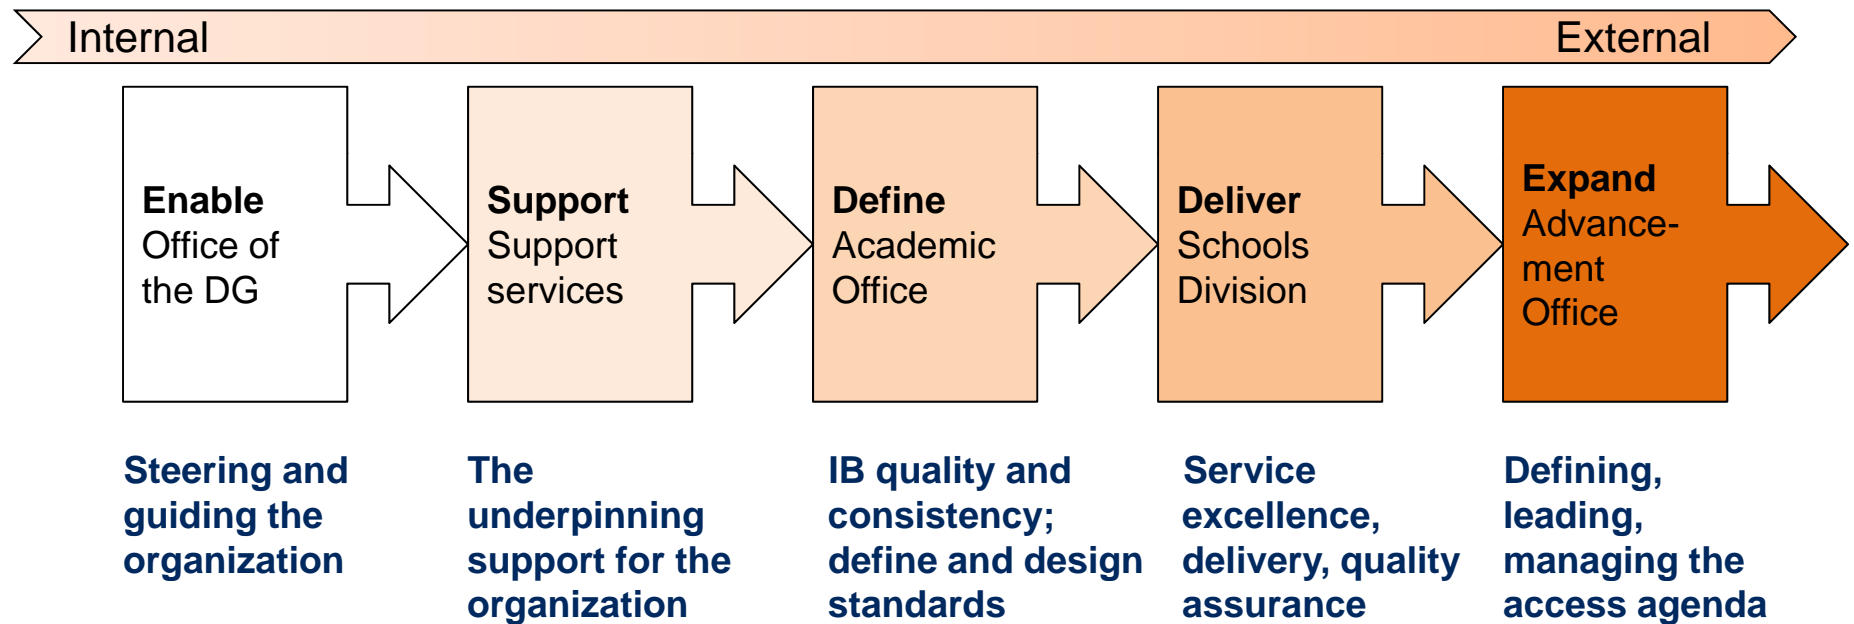 Internal
External
Enable
Office of
the DG
Support
Support
services
Define
Academic
Office
Deliver
Schools
Division
Expand
Advance-
ment
Office
Steering and
guiding the
organization
The
underpinning
support for the
organization
IB quality and
consistency;
define and design
standards
Service
excellence,
delivery, quality
assurance
Defining,
leading,
managing the
access agenda